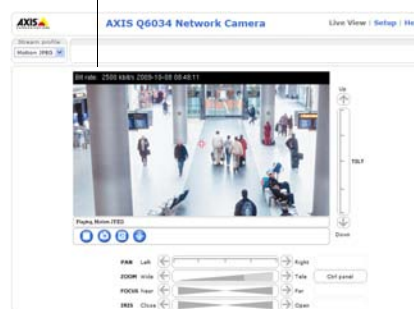 AXIS
COMMUNICATIONS
AXIS Q6034 Network Camera
Live View | Setup | He
Stream profile
Motion JPEG
Bit rate: 2500 kbit/s 2009-10-08 08:48:11
Up
TILT
Down
Playing Motion JPEG
PAN Left Right
ZOOM Wide Tele Ctrl panel
FOCUS Near Far
IRIS Close Open